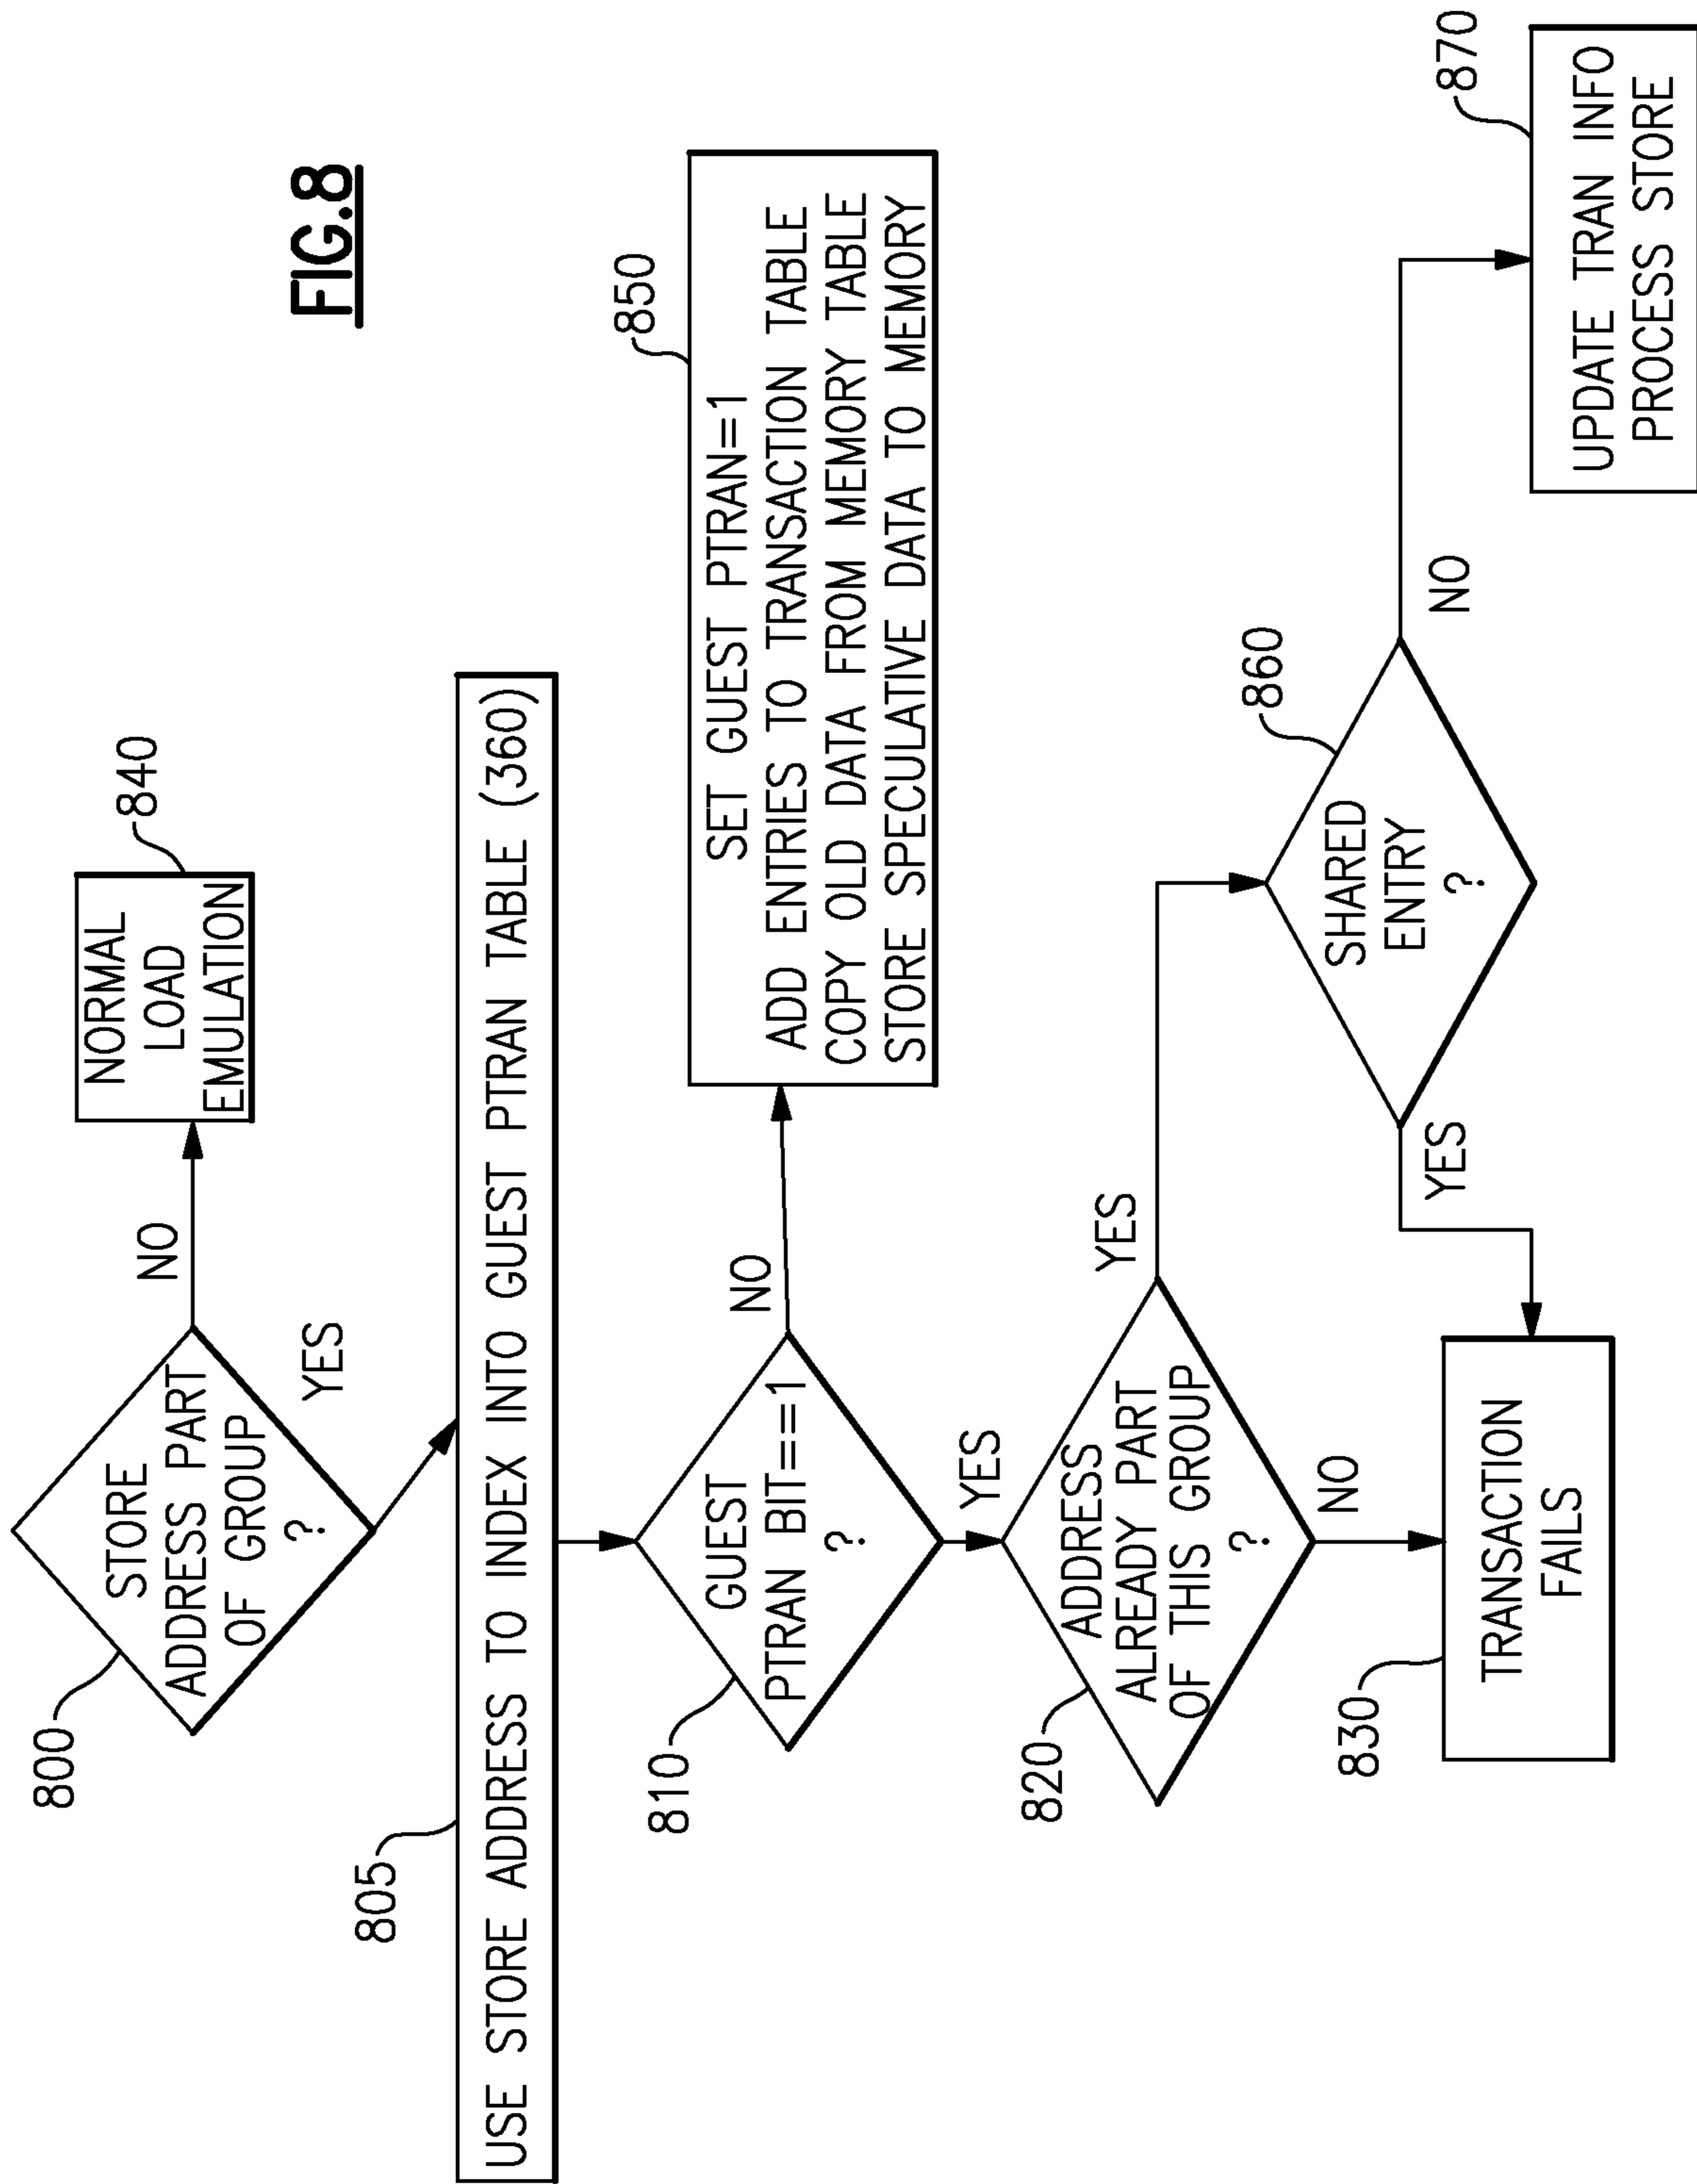 FIG.8
800
STORE
ADDRESS PART
OF GROUP
?
NO
YES
840
NORMAL
LOAD
EMULATION
805
USE STORE ADDRESS TO INDEX INTO GUEST PTRAN TABLE (360)
810
GUEST
PTRAN BIT==1
?
NO
YES
850
SET GUEST PTRAN=1
ADD ENTRIES TO TRANSACTION TABLE
COPY OLD DATA FROM MEMORY TABLE
STORE SPECULATIVE DATA TO MEMORY
820
ADDRESS
ALREADY PART
OF THIS GROUP
?
YES
NO
860
SHARED
ENTRY
?
YES
NO
830
TRANSACTION
FAILS
870
UPDATE TRAN INFO
PROCESS STORE